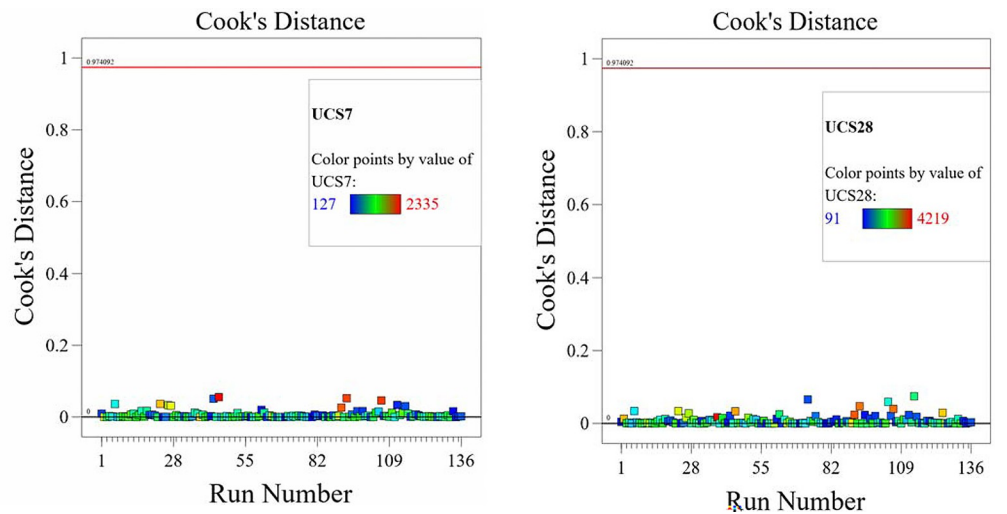 Cook's Distance
1
0.974092
0.8
0.6
0.4
0.2
0
0
Cook's Distance
UCS7
Color points by value of
UCS7:
127 2335
1 28 55 82 109 136
Run Number
Cook's Distance
1
0.974092
0.8
0.6
0.4
0.2
0
0
Cook's Distance
UCS28
Color points by value of
UCS28:
91 4219
1 28 55 82 109 136
Run Number